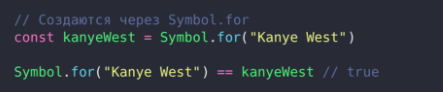 // Создаются через Symbol.for
const kanyeWest = Symbol.for("Kanye West")
Symbol.for("Kanye West") == kanyeWest // true